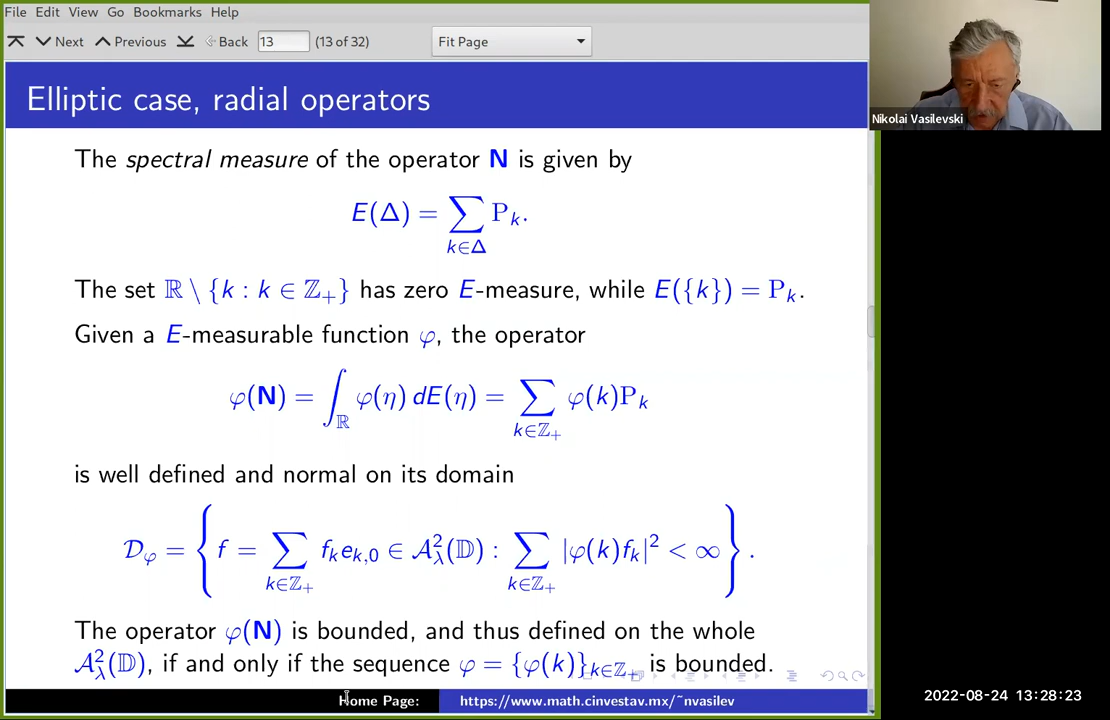 File Edit View Go Bookmarks Help
Next Previous Back 13 (13 of 32) Fit Page
Elliptic case, radial operators
The spectral measure of the operator N is given by
E(Δ) = ∑_{k∈Δ} P_k.
The set ℝ \ {k : k ∈ ℤ_+} has zero E-measure, while E({k}) = P_k.
Given a E-measurable function φ, the operator
φ(N) = ∫_ℝ φ(η) dE(η) = ∑_{k∈ℤ_+} φ(k)P_k
is well defined and normal on its domain
𝒟_φ = { f = ∑_{k∈ℤ_+} f_k e_{k,0} ∈ 𝒜²_λ(𝔻) : ∑_{k∈ℤ_+} |φ(k)f_k|² < ∞ } .
The operator φ(N) is bounded, and thus defined on the whole
𝒜²_λ(𝔻), if and only if the sequence φ = {φ(k)}_{k∈ℤ_+} is bounded.
Home Page: https://www.math.cinvestav.mx/~nvasilev
Nikolai Vasilevski
2022-08-24 13:28:23